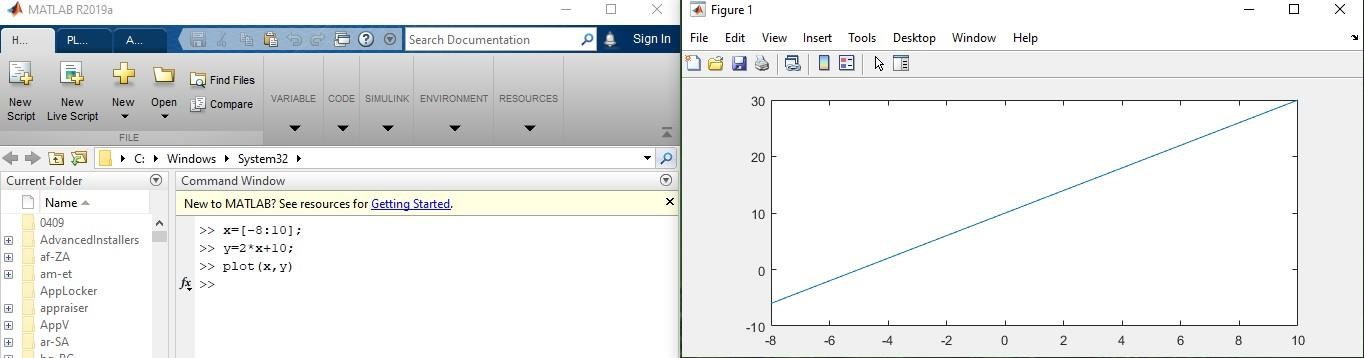 MATLAB R2019a
H... PL... A...
Search Documentation
Sign In
New Script
New Live Script
New
Open
Find Files
Compare
FILE
VARIABLE CODE SIMULINK ENVIRONMENT RESOURCES
C: Windows System32
Current Folder
Name
0409
AdvancedInstallers
af-ZA
am-et
AppLocker
appraiser
AppV
ar-SA
Command Window
New to MATLAB? See resources for Getting Started.
>> x=[-8:10];
>> y=2*x+10;
>> plot(x,y)
fx >>
Figure 1
File Edit View Insert Tools Desktop Window Help
30
20
10
0
-10
-8 -6 -4 -2 0 2 4 6 8 10